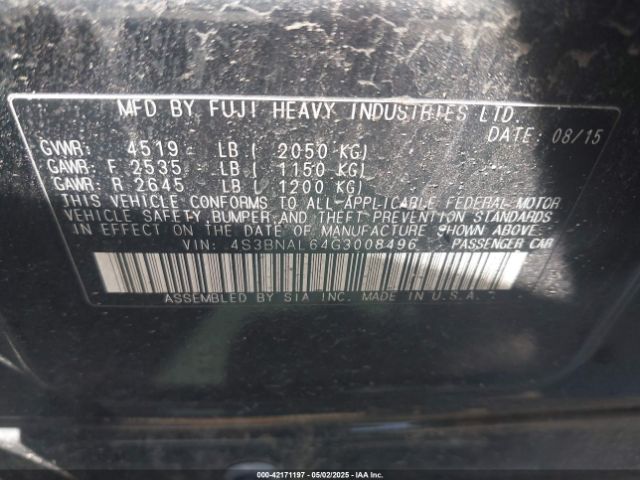 MFD BY FUJI HEAVY INDUSTRIES LTD.
DATE: 08/15
GVWR: 4519 LB ( 2050 KG)
GAWR: F 2535 LB ( 1150 KG)
GAWR: R 2645 LB ( 1200 KG)
THIS VEHICLE CONFORMS TO ALL APPLICABLE FEDERAL MOTOR
VEHICLE SAFETY, BUMPER, AND THEFT PREVENTION STANDARDS
IN EFFECT ON THE DATE OF MANUFACTURE SHOWN ABOVE.
VIN: 4S3BNAL64G3008496 PASSENGER CAR
ASSEMBLED BY SIA INC. MADE IN U.S.A.
000-42171197 - 05/02/2025 - www.iaai.com